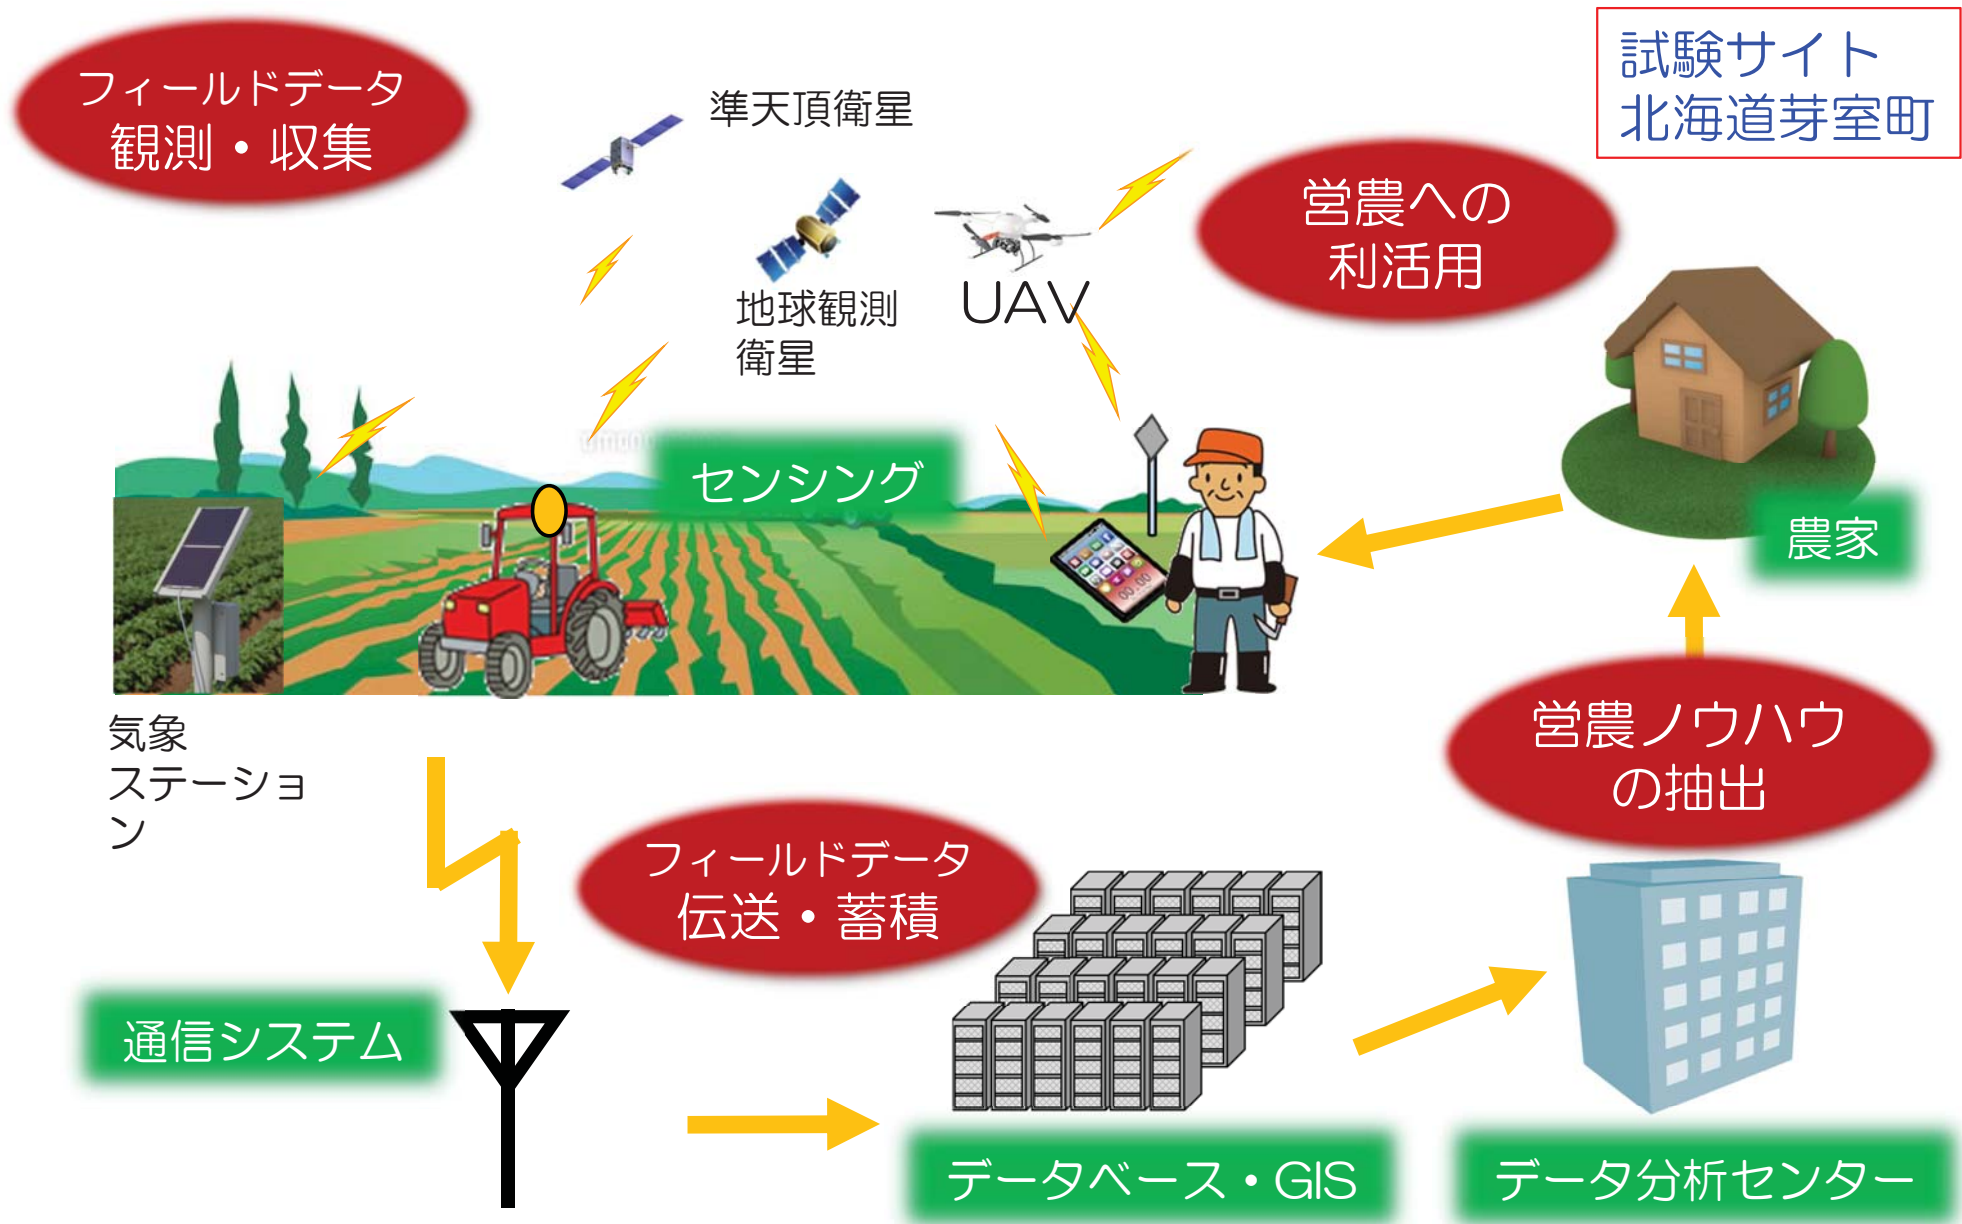 フィールドデータ
観測・収集
準天頂衛星
試験サイト
北海道芽室町
営農への
利活用
地球観測
衛星
UAV
センシング
00:00
農家
気象
ステーショ
ン
営農ノウハウ
の抽出
フィールドデータ
伝送・蓄積
通信システム
データベース・GIS
データ分析センター